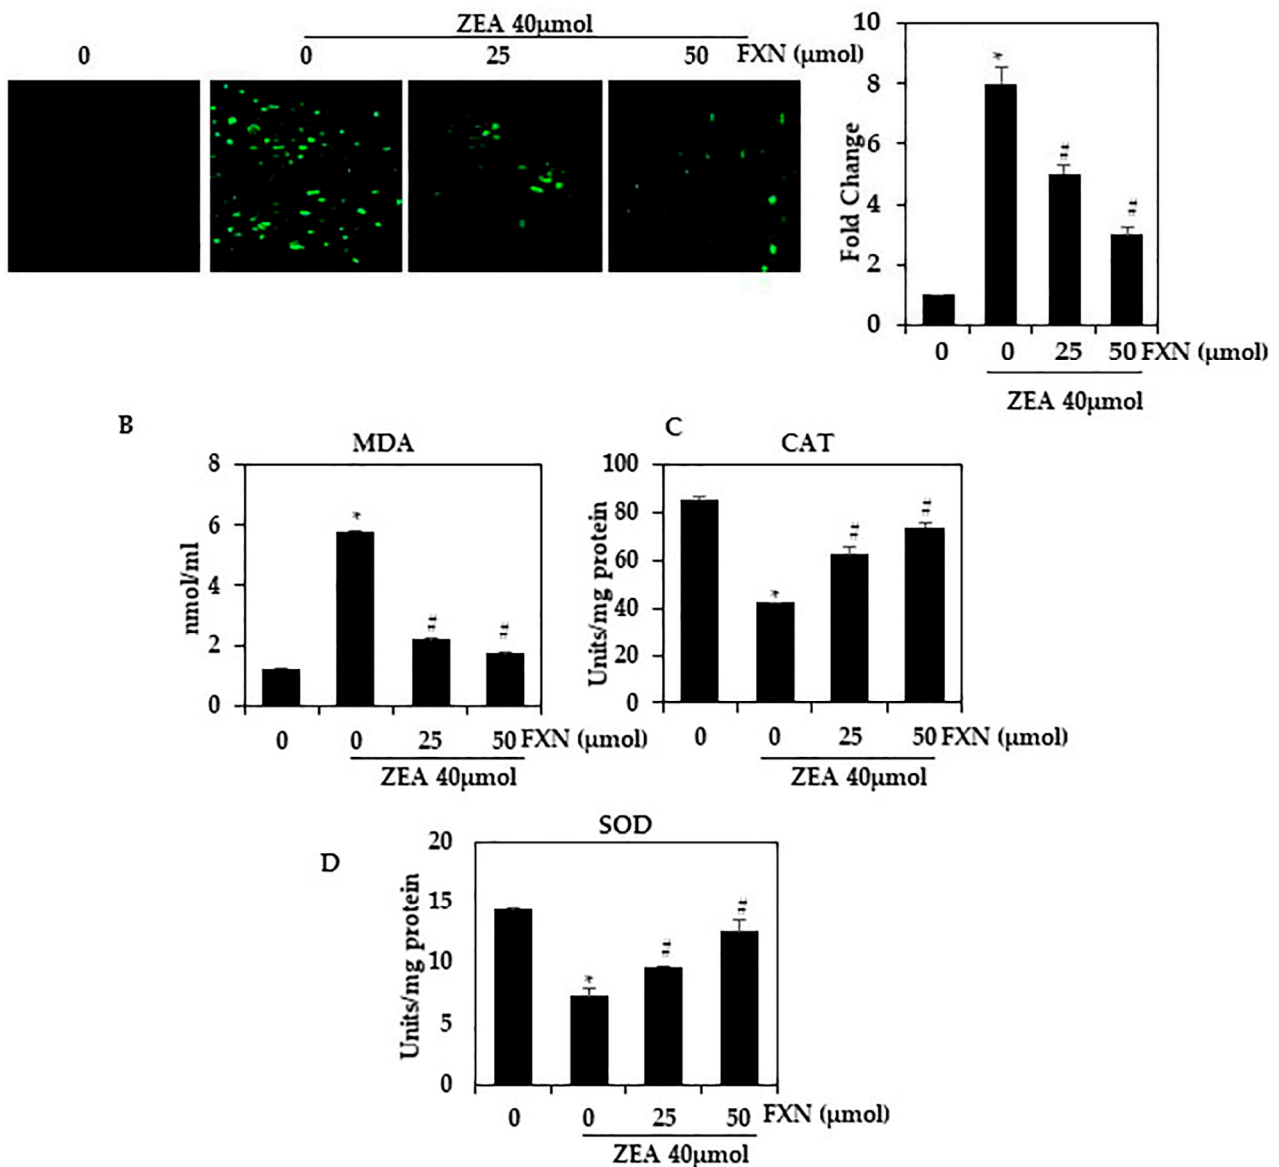 ZEA 40μmol
0 0 25 50 FXN (μmol)
10
8
6
4
2
0
Fold Change
*
#
#
0 0 25 50 FXN (μmol)
ZEA 40μmol
B
MDA
8
6
4
2
0
nmol/ml
*
#
#
0 0 25 50 FXN (μmol)
ZEA 40μmol
C
CAT
100
80
60
40
20
0
Units/mg protein
*
#
#
0 0 25 50 FXN (μmol)
ZEA 40μmol
D
SOD
20
15
10
5
0
Units/mg protein
*
#
#
0 0 25 50 FXN (μmol)
ZEA 40μmol